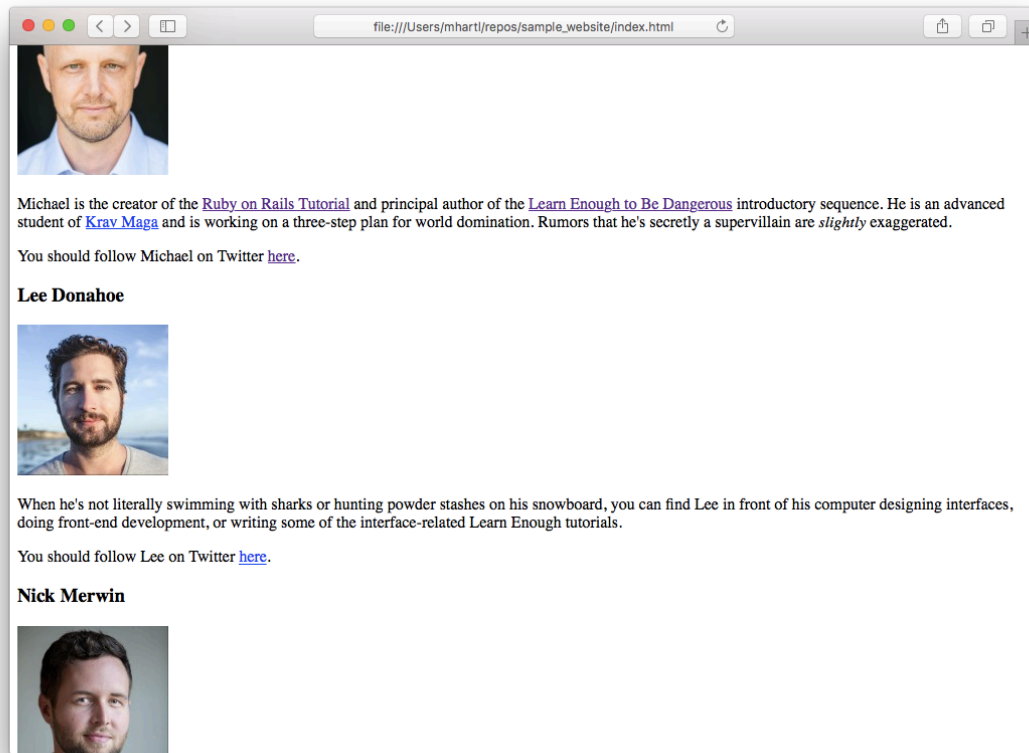 file:///Users/mhartl/repos/sample_website/index.html
Michael is the creator of the Ruby on Rails Tutorial and principal author of the Learn Enough to Be Dangerous introductory sequence. He is an advanced
student of Krav Maga and is working on a three-step plan for world domination. Rumors that he's secretly a supervillain are slightly exaggerated.
You should follow Michael on Twitter here.
Lee Donahoe
When he's not literally swimming with sharks or hunting powder stashes on his snowboard, you can find Lee in front of his computer designing interfaces,
doing front-end development, or writing some of the interface-related Learn Enough tutorials.
You should follow Lee on Twitter here.
Nick Merwin